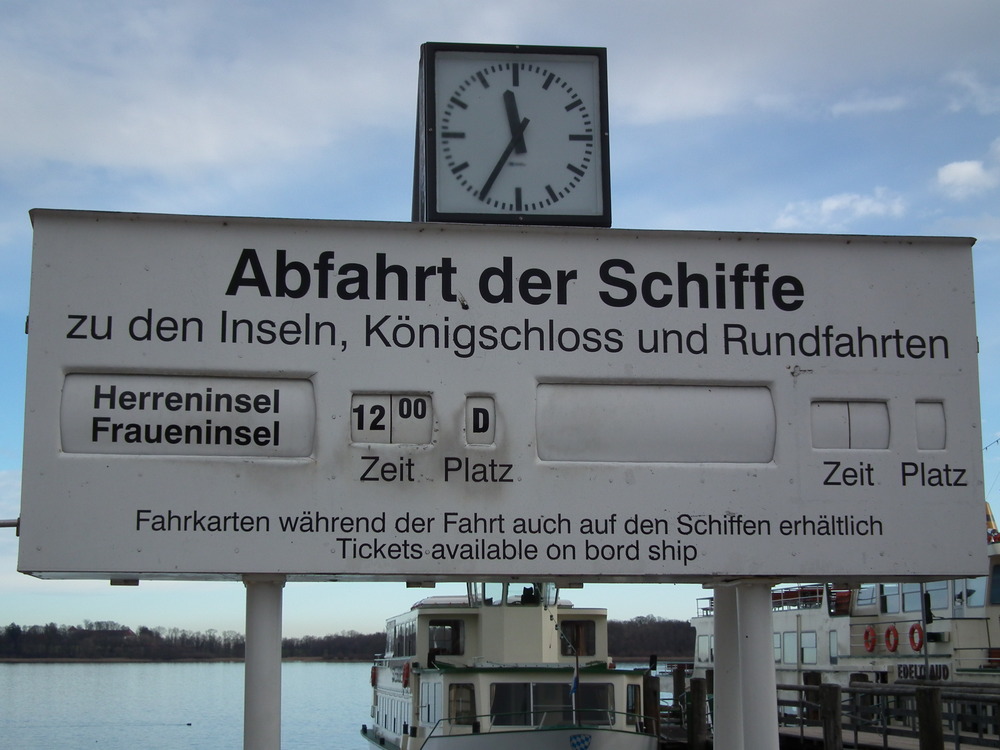 Abfahrt der Schiffe
zu den Inseln, Königschloss und Rundfahrten
Herreninsel
Fraueninsel
12 00 D
Zeit Platz
Zeit Platz
Fahrkarten während der Fahrt auch auf den Schiffen erhältlich
Tickets available on bord ship
EDELTRAUD